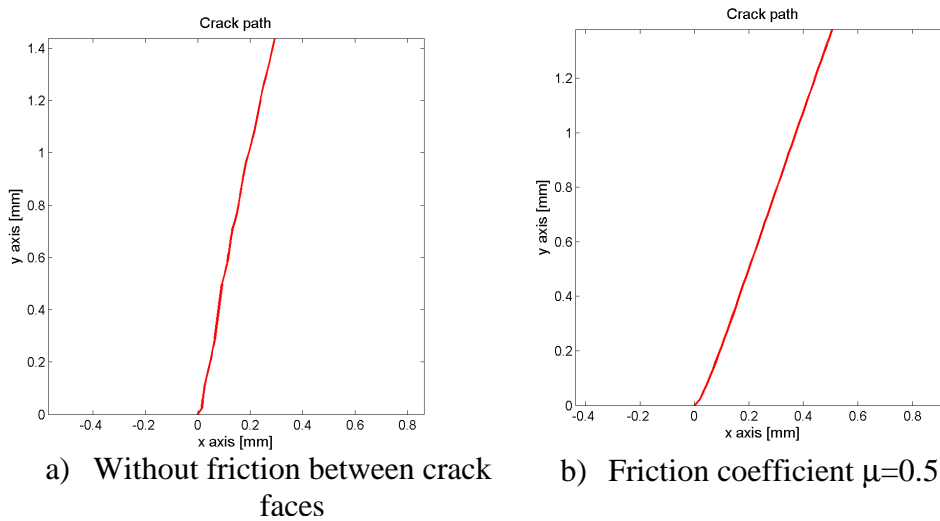 Crack path
1.4
1.2
1
0.8
0.6
0.4
0.2
0
y axis [mm]
-0.4 -0.2 0 0.2 0.4 0.6 0.8
x axis [mm]
a) Without friction between crack
faces
Crack path
1.2
1
0.8
0.6
0.4
0.2
0
y axis [mm]
-0.4 -0.2 0 0.2 0.4 0.6 0.8
x axis [mm]
b) Friction coefficient μ=0.5